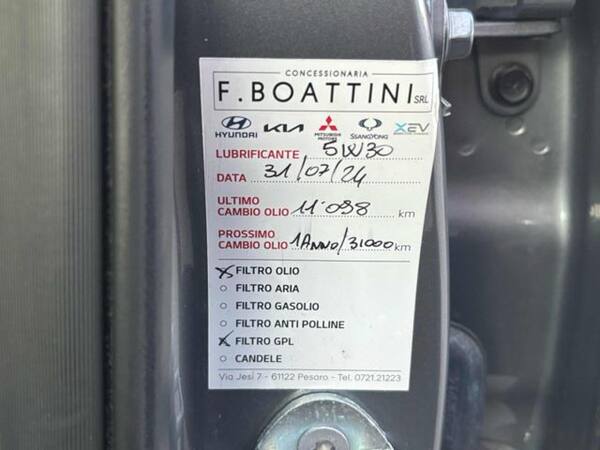 CONCESSIONARIA
F. BOATTINI SRL
HYUNDAI KIA MITSUBISHI MOTORS SSANGYONG XEV
LUBRIFICANTE 5W30
DATA 31/07/24
ULTIMO
CAMBIO OLIO 11'098 km
PROSSIMO
CAMBIO OLIO 1ANNO/31000 km
x FILTRO OLIO
○ FILTRO ARIA
○ FILTRO GASOLIO
○ FILTRO ANTI POLLINE
x FILTRO GPL
○ CANDELE
Via Jesi 7 - 61122 Pesaro - Tel. 0721.21223